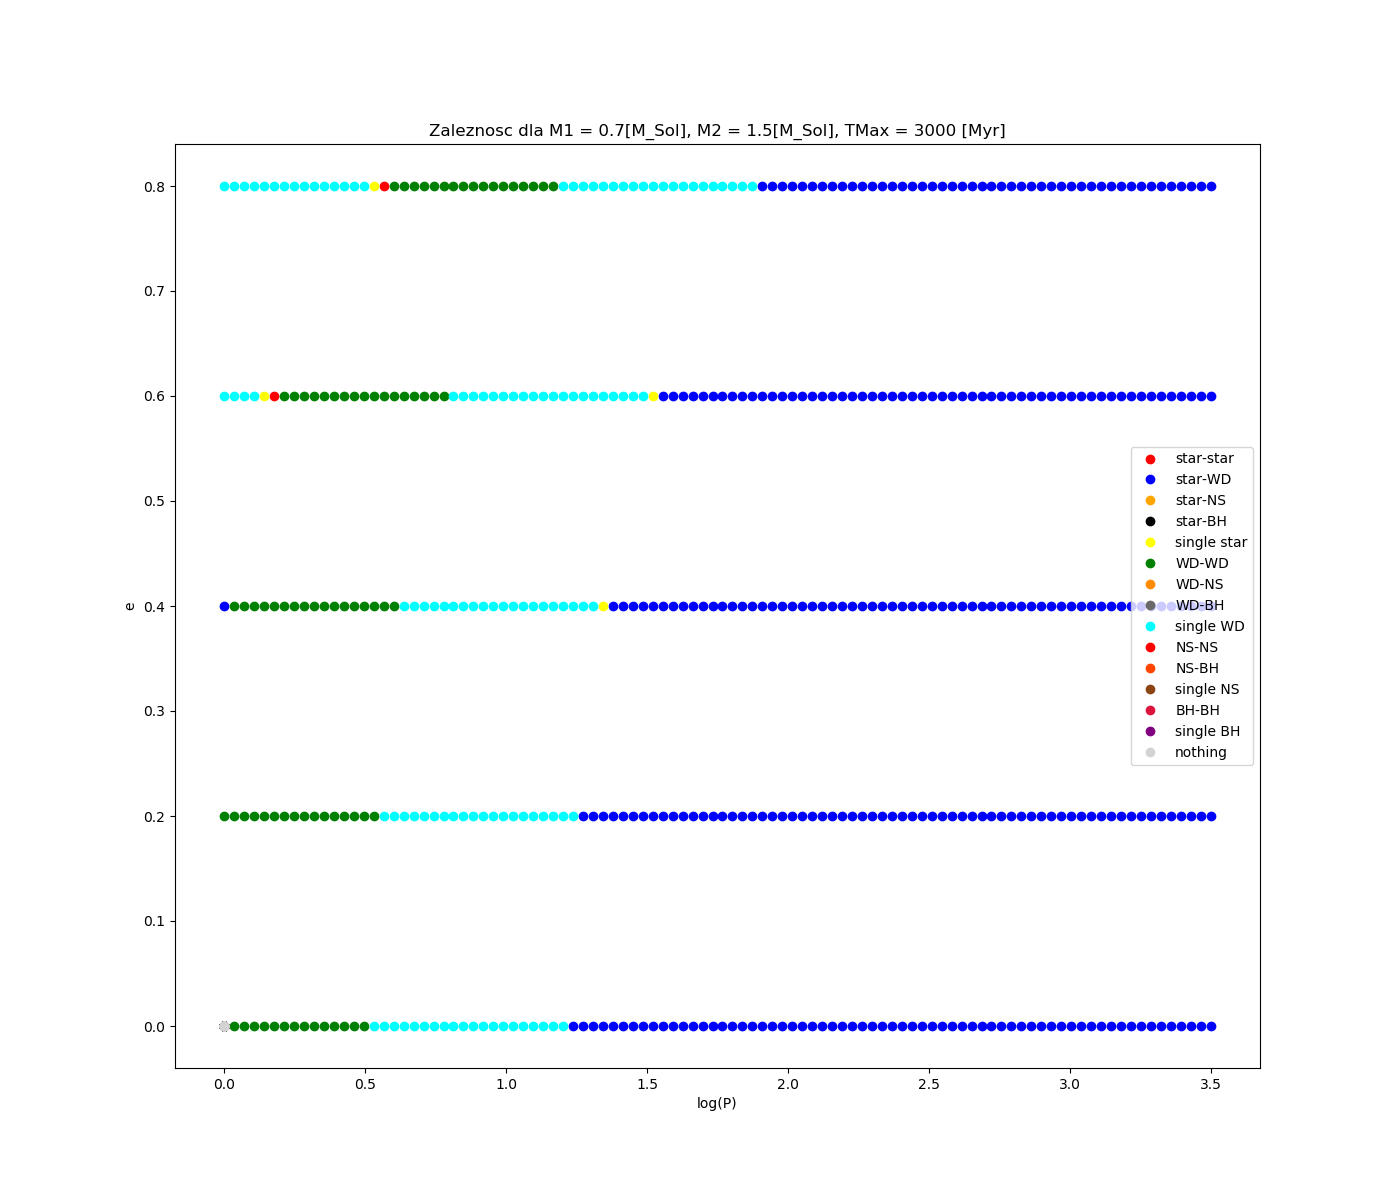 Zaleznosc dla M1 = 0.7[M_Sol], M2 = 1.5[M_Sol], TMax = 3000 [Myr]
0.8
0.7
0.6
0.5
0.4
0.3
0.2
0.1
0.0
e
star-star
star-WD
star-NS
star-BH
single star
WD-WD
WD-NS
WD-BH
single WD
NS-NS
NS-BH
single NS
BH-BH
single BH
nothing
0.0 0.5 1.0 1.5 2.0 2.5 3.0 3.5
log(P)